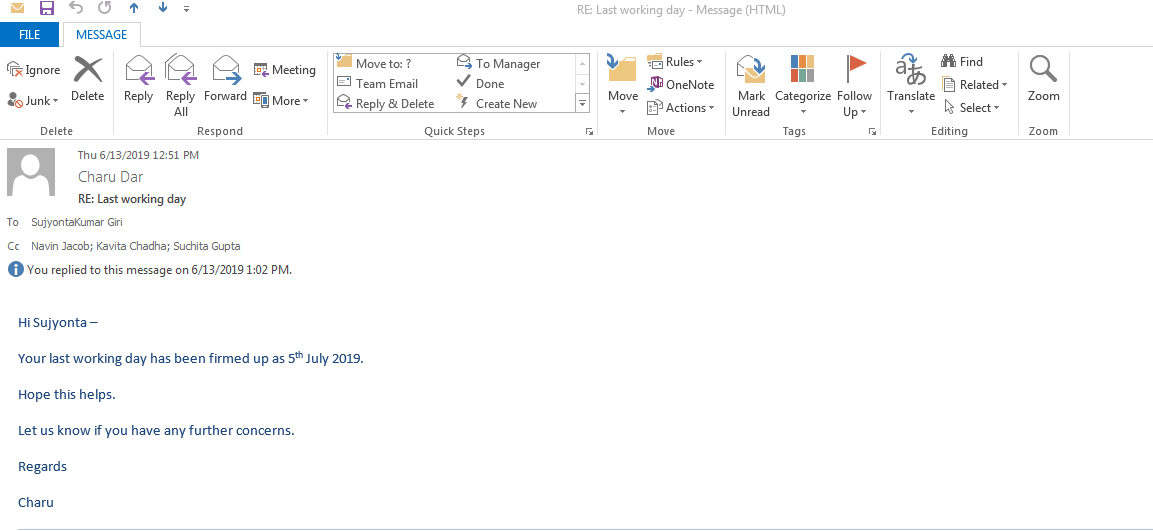 RE: Last working day - Message (HTML)
FILE MESSAGE
Ignore
Junk
Delete
Delete
Reply
Reply All
Forward
Meeting
More
Respond
Move to: ?
Team Email
Reply & Delete
To Manager
Done
Create New
Quick Steps
Move
Rules
OneNote
Actions
Move
Mark Unread
Categorize
Follow Up
Tags
Translate
Find
Related
Select
Editing
Zoom
Zoom
Thu 6/13/2019 12:51 PM
Charu Dar
RE: Last working day
To SujyontaKumar Giri
Cc Navin Jacob; Kavita Chadha; Suchita Gupta
You replied to this message on 6/13/2019 1:02 PM.
Hi Sujyonta –
Your last working day has been firmed up as 5th July 2019.
Hope this helps.
Let us know if you have any further concerns.
Regards
Charu